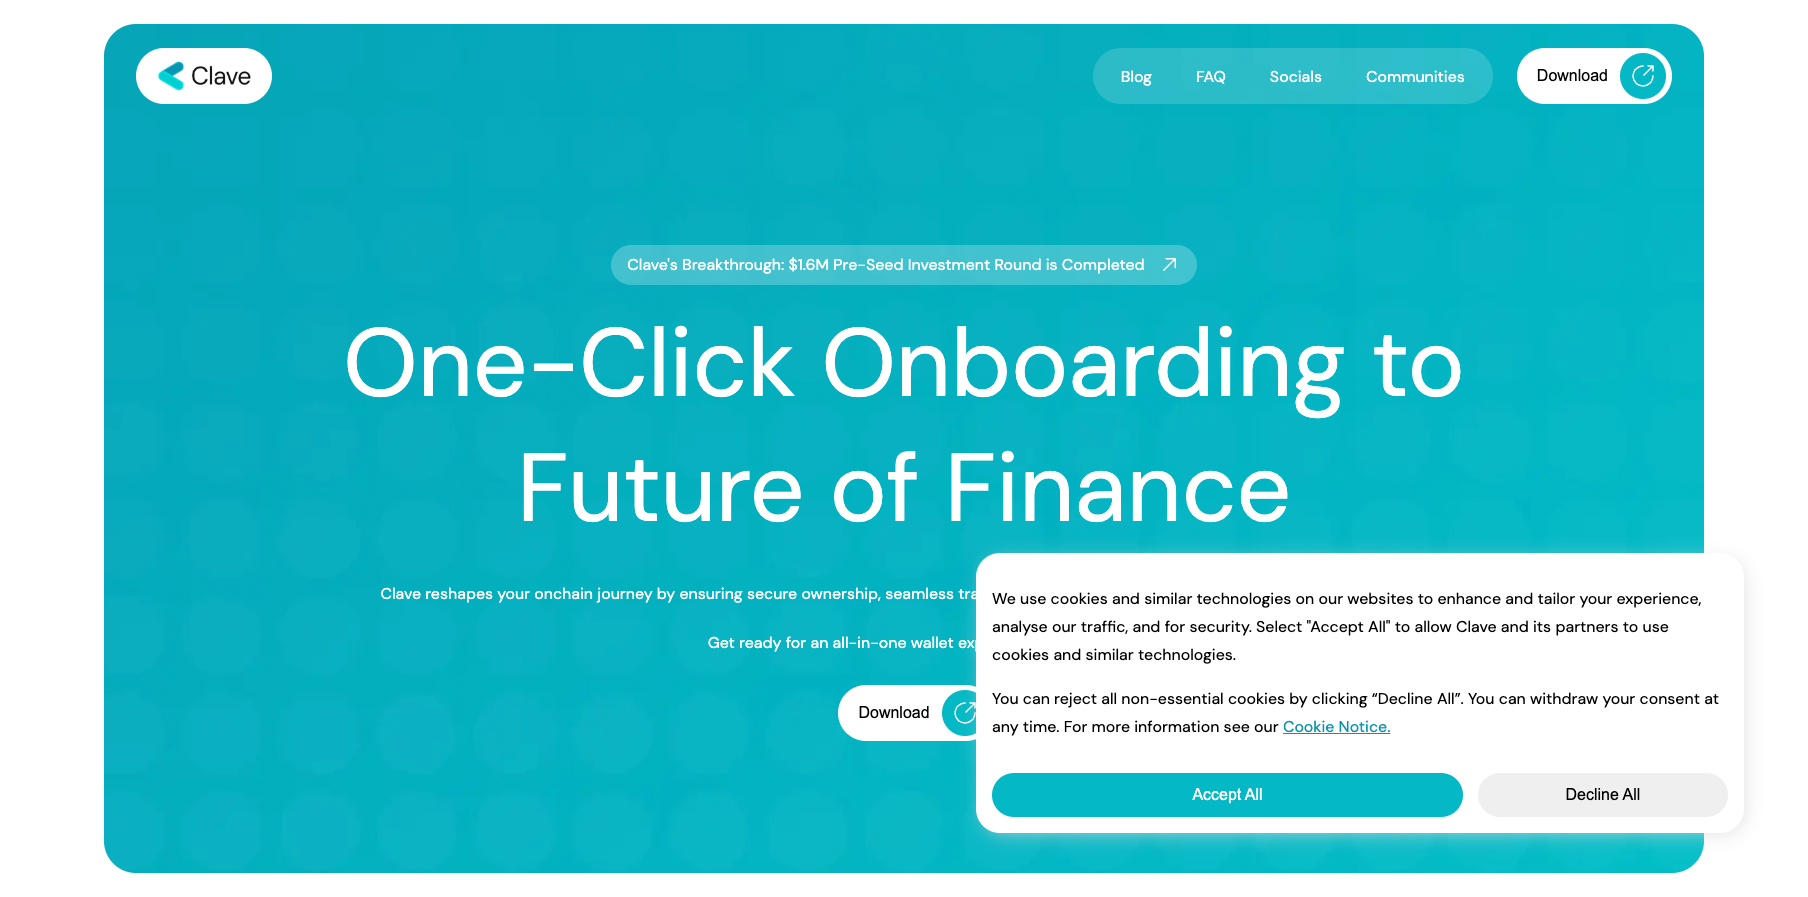 Clave
Blog
FAQ
Socials
Communities
Download
Clave's Breakthrough: $1.6M Pre-Seed Investment Round is Completed
One-Click Onboarding to
Future of Finance
Clave reshapes your onchain journey by ensuring secure ownership, seamless
Get ready for an all-in-one wallet
Download
We use cookies and similar technologies on our websites to enhance and tailor your experience,
analyse our traffic, and for security. Select "Accept All" to allow Clave and its partners to use
cookies and similar technologies.
You can reject all non-essential cookies by clicking “Decline All”. You can withdraw your consent at
any time. For more information see our Cookie Notice.
Accept All
Decline All